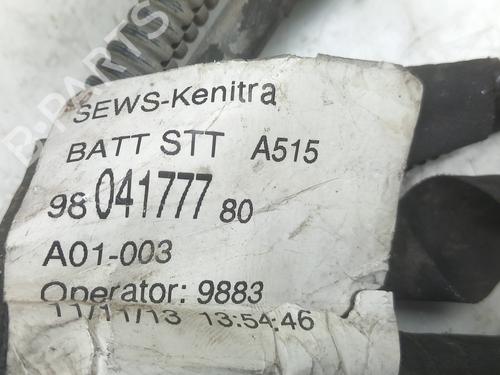 B-PARTS
SEWS-Kenitra
BATT STT A515
98 041777 80
A01-003
Operator: 9883
11/11/13 13:54:46